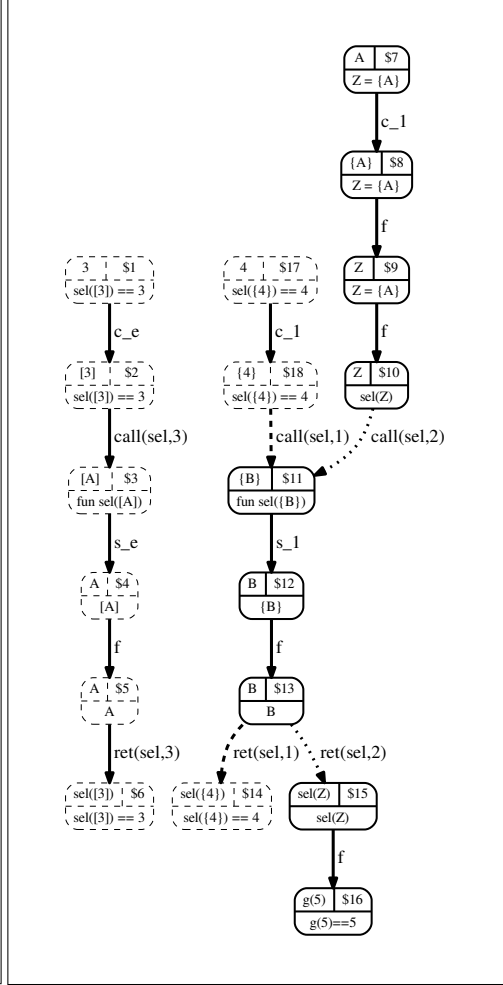 A $7
Z = {A}
c_1
{A} $8
Z = {A}
f
3 $1
sel([3]) == 3
4 $17
sel({4}) == 4
Z $9
Z = {A}
c_e
c_1
f
[3] $2
sel([3]) == 3
{4} $18
sel({4}) == 4
Z $10
sel(Z)
call(sel,3)
call(sel,1)
call(sel,2)
[A] $3
fun sel([A])
{B} $11
fun sel({B})
s_e
s_1
A $4
[A]
B $12
{B}
f
f
A $5
A
B $13
B
ret(sel,3)
ret(sel,1)
ret(sel,2)
sel([3]) $6
sel([3]) == 3
sel({4}) $14
sel({4}) == 4
sel(Z) $15
sel(Z)
f
g(5) $16
g(5)==5